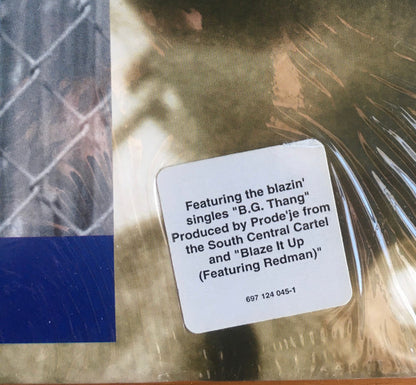 Featuring the blazin'
singles "B.G. Thang"
Produced by Prode'je from
the South Central Cartel
and "Blaze It Up
(Featuring Redman)"
697 124 045-1